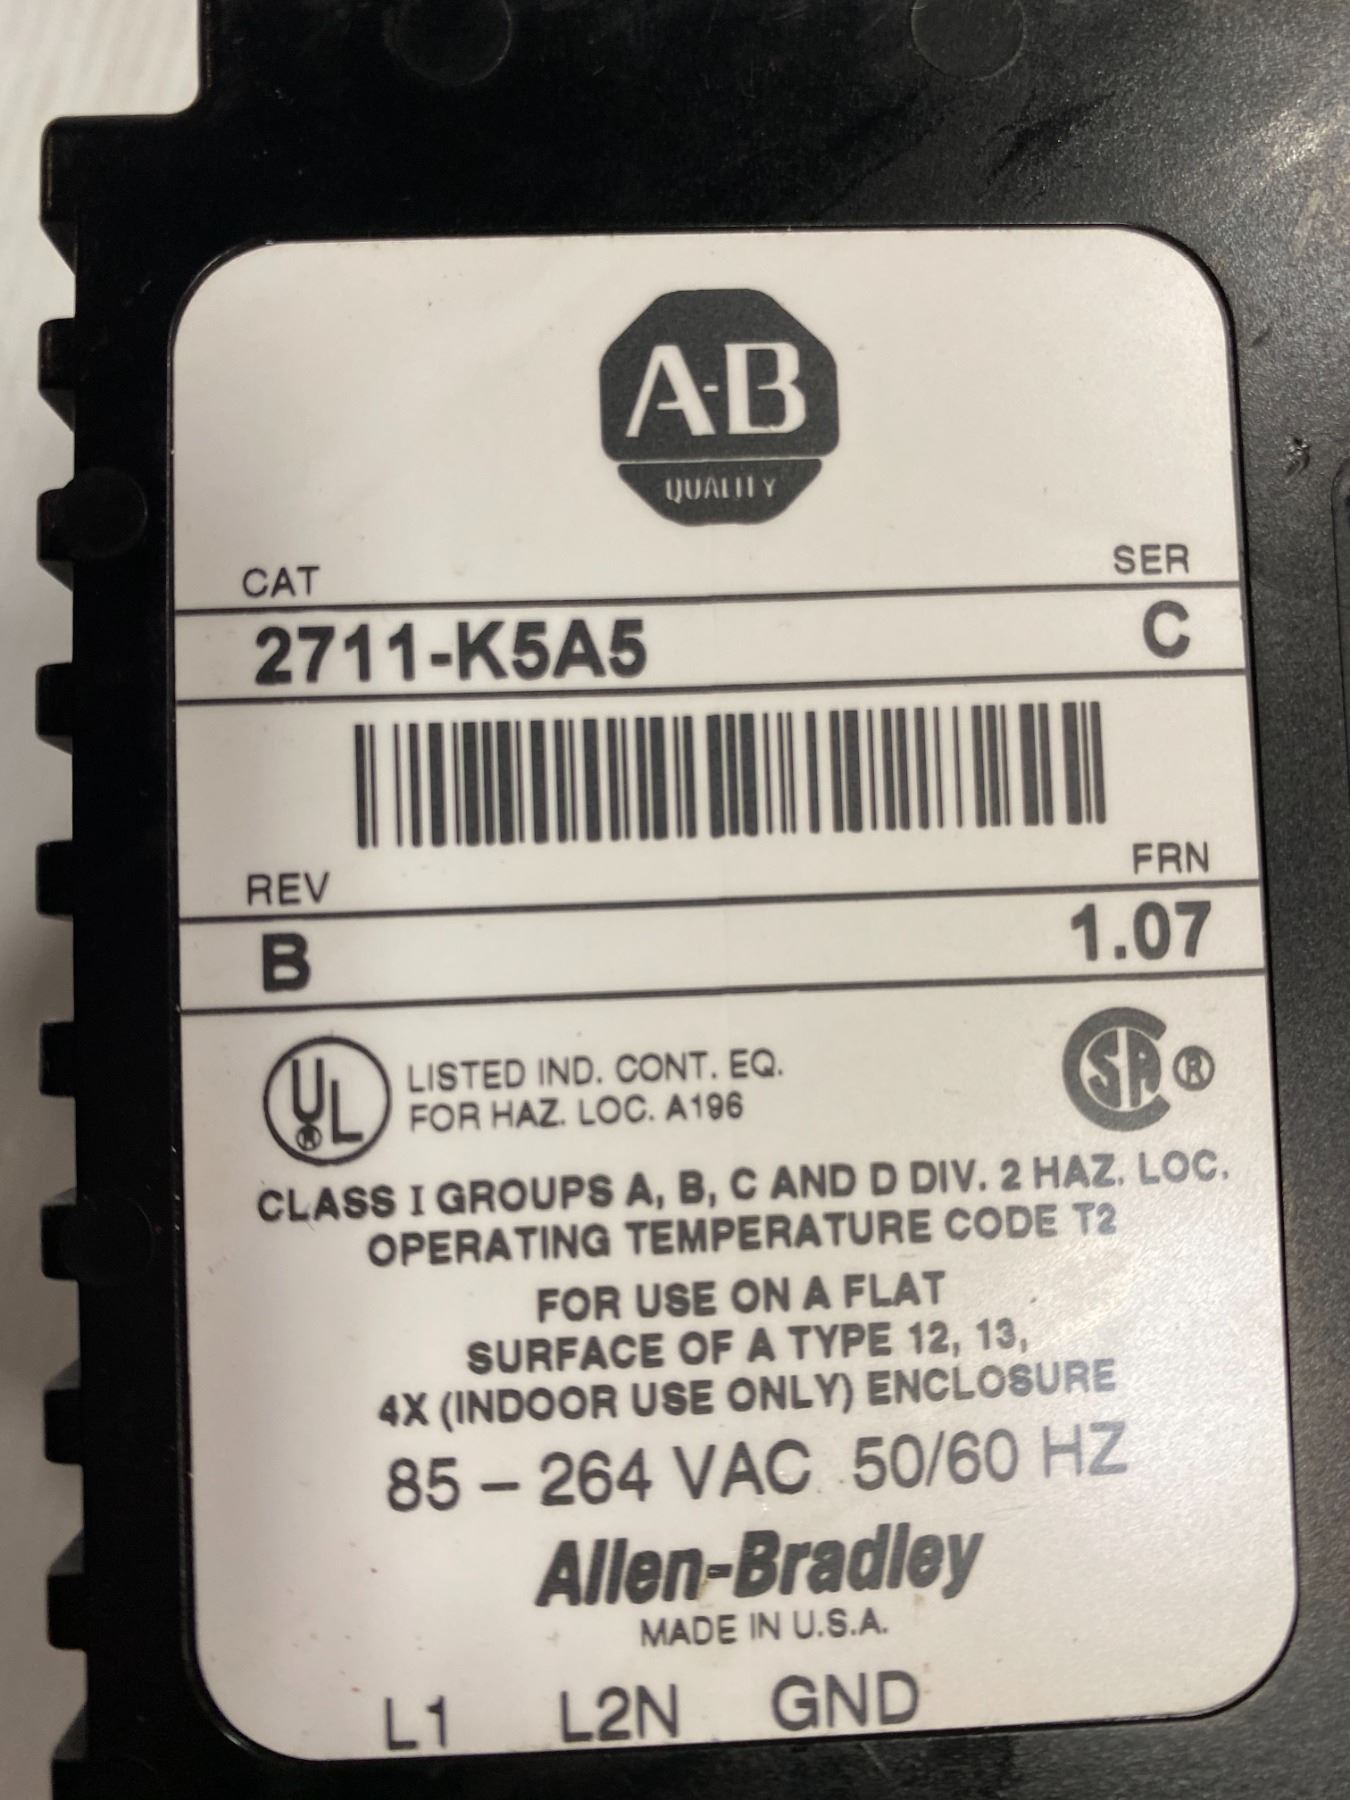 A-B
QUALITY
CAT
SER
2711-K5A5
C
REV
FRN
B
1.07
UL
®
LISTED IND. CONT. EQ.
FOR HAZ. LOC. A196
SA ®
CLASS I GROUPS A, B, C AND D DIV. 2 HAZ. LOC.
OPERATING TEMPERATURE CODE T2
FOR USE ON A FLAT
SURFACE OF A TYPE 12, 13,
4X (INDOOR USE ONLY) ENCLOSURE
85 – 264 VAC 50/60 HZ
Allen-Bradley
MADE IN U.S.A.
L1 L2N GND